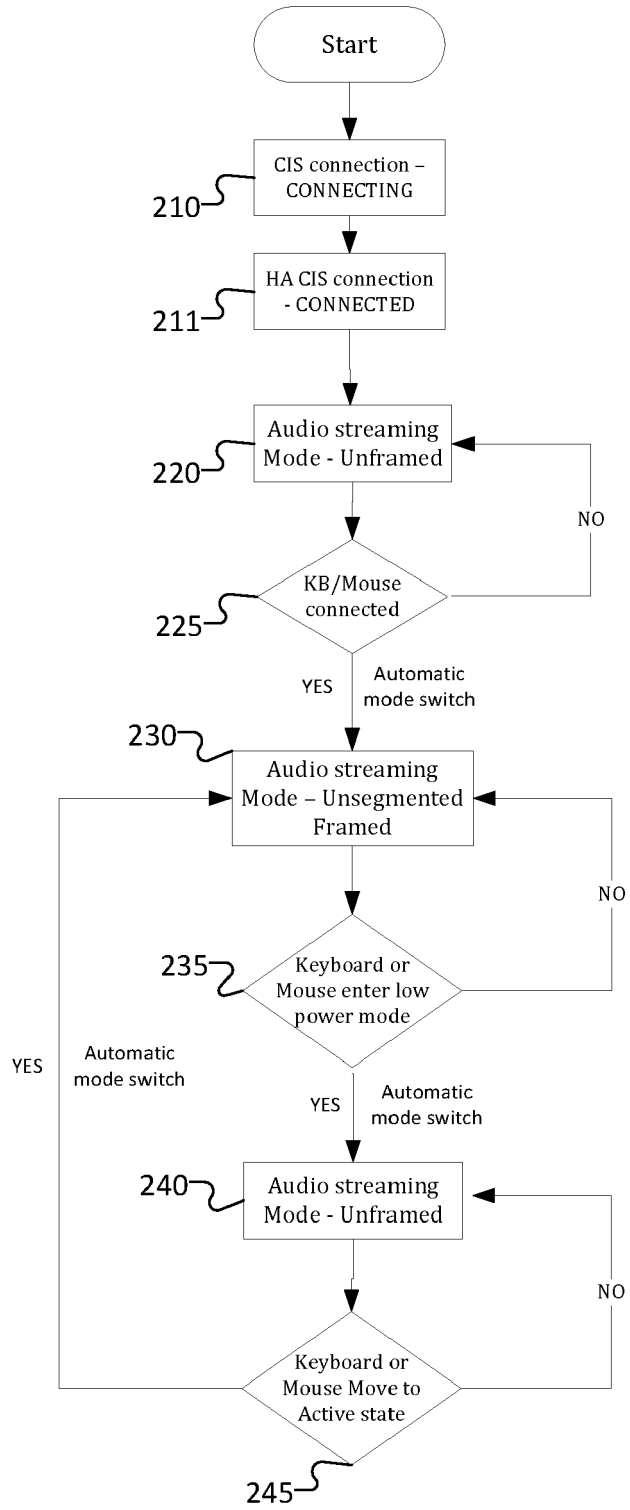 Start
CIS connection –
CONNECTING
210
HA CIS connection
- CONNECTED
211
Audio streaming
Mode - Unframed
220
NO
KB/Mouse
connected
225
YES
Automatic
mode switch
230
Audio streaming
Mode – Unsegmented
Framed
NO
235
Keyboard or
Mouse enter low
power mode
YES
Automatic
mode switch
YES
Automatic
mode switch
240
Audio streaming
Mode - Unframed
NO
Keyboard or
Mouse Move to
Active state
245